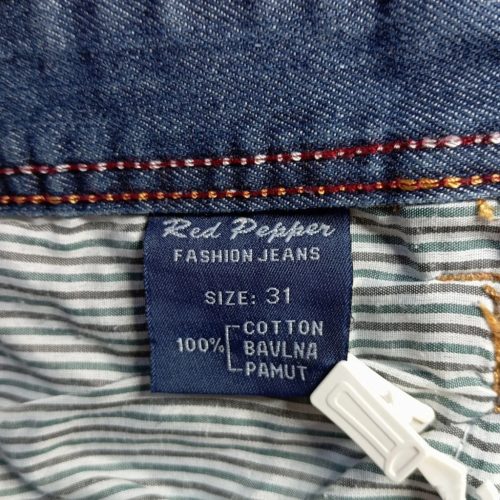 Red Pepper
FASHION JEANS
SIZE: 31
COTTON
100% BAVLNA
PAMUT